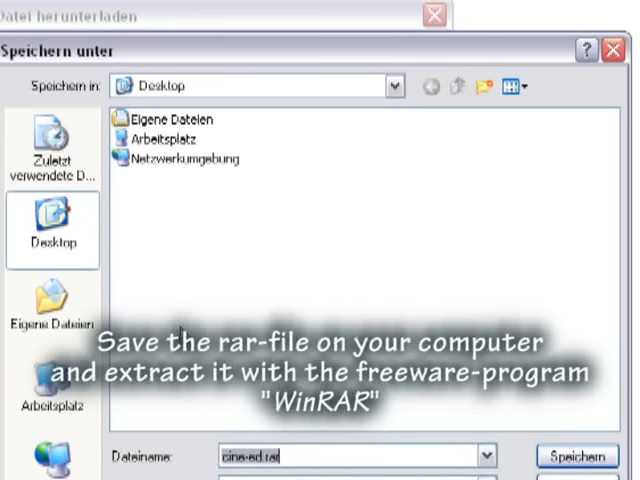 Datei herunterladen
Speichern unter
Speichern in:
Desktop
Eigene Dateien
Arbeitsplatz
Netzwerkumgebung
Zuletzt
verwendete D...
Desktop
Eigene Dateien
Save the rar-file on your computer
and extract it with the freeware-program
"WinRAR"
Arbeitsplatz
Dateiname:
cine-ed.rar
Speichern